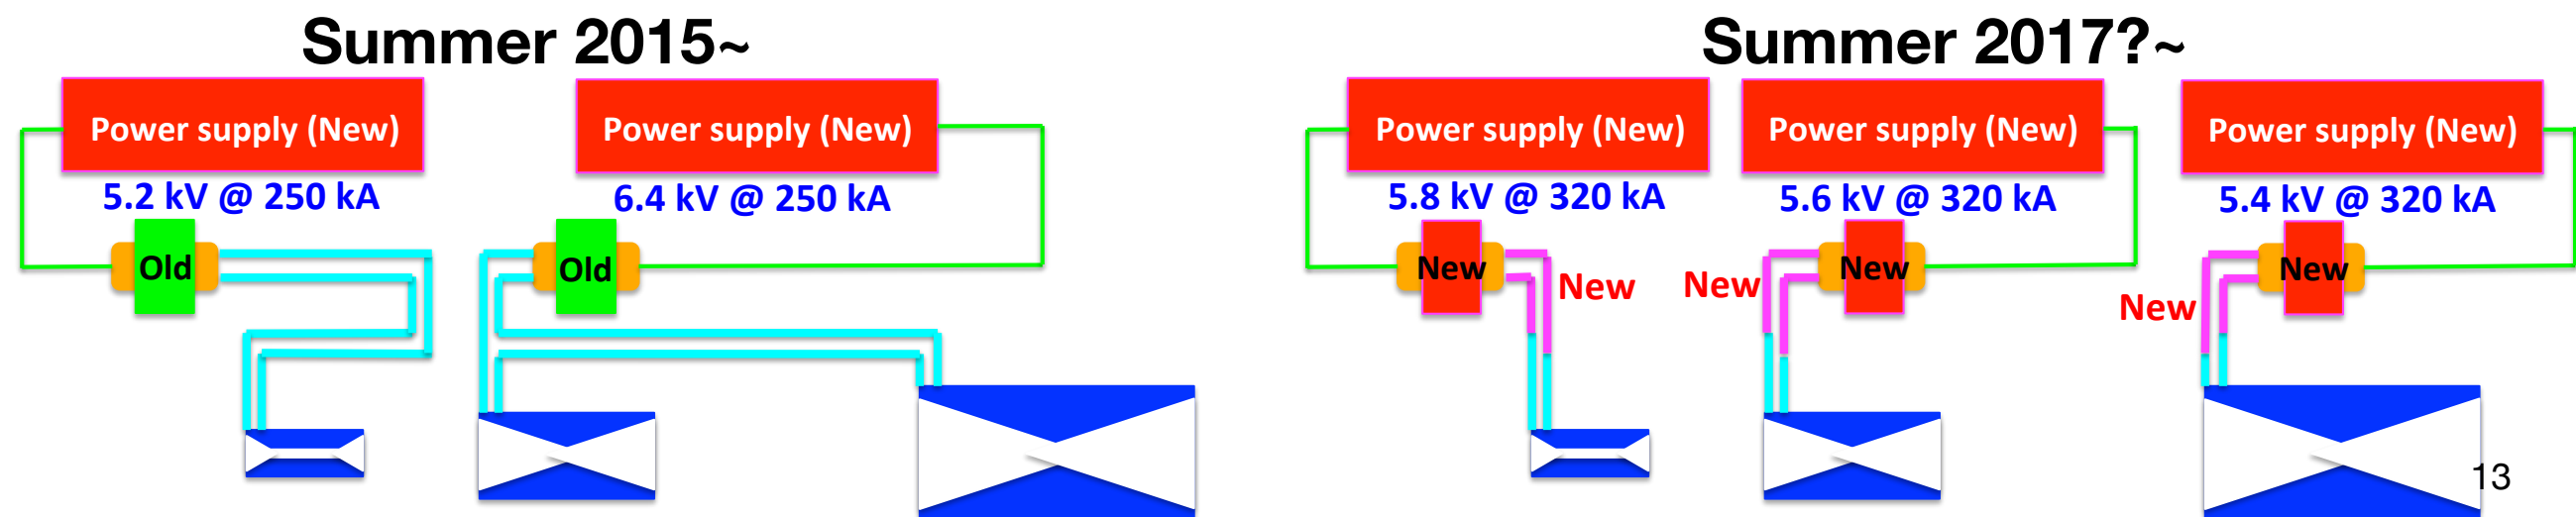 Summer 2015~
Power supply (New)
Power supply (New)
5.2 kV @ 250 kA
6.4 kV @ 250 kA
Old
Old
Summer 2017?~
Power supply (New)
Power supply (New)
Power supply (New)
5.8 kV @ 320 kA
5.6 kV @ 320 kA
5.4 kV @ 320 kA
New
New
New
New
New
New
13